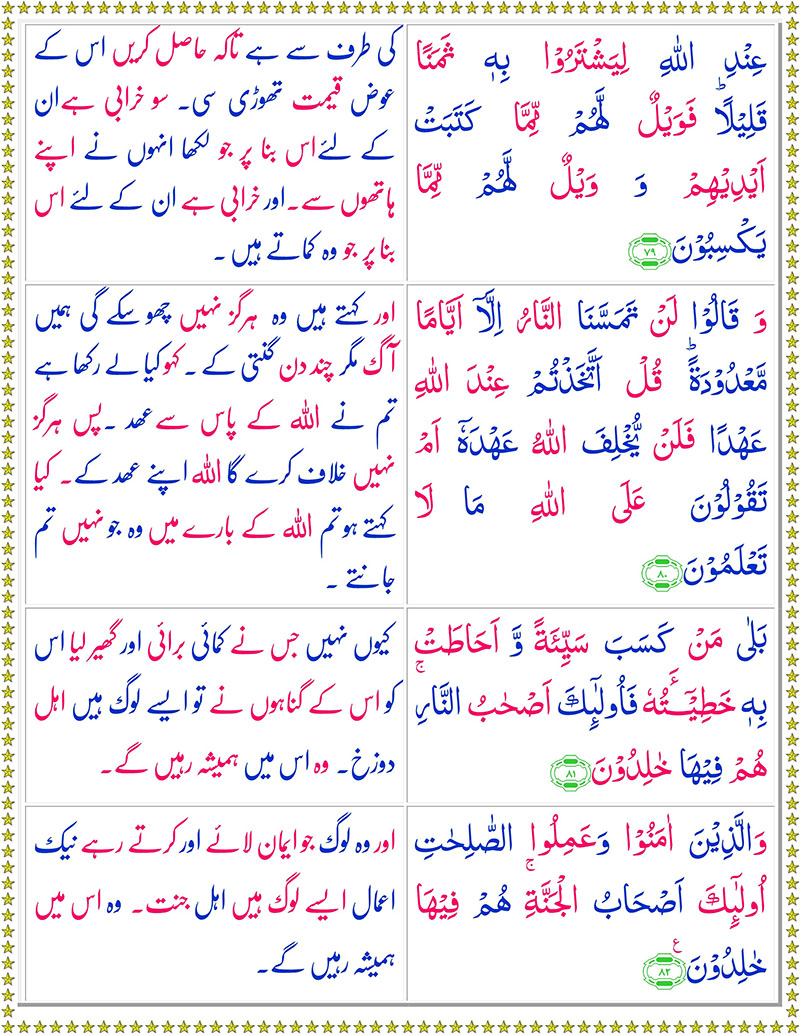 عِنْدِ اللهِ لِيَشْتَرُوْا بِهٖ ثَمَنًا
قَلِيْلًا ؕ فَوَيْلٌ لَّهُمْ مِّمَّا كَتَبَتْ
اَيْدِيْهِمْ وَ وَيْلٌ لَّهُمْ مِّمَّا
يَكْسِبُوْنَ ۷۹
کی طرف سے ہے تاکہ حاصل کریں اس کے
عوض قیمت تھوڑی سی۔ سو خرابی ہے ان
کے لئے اس بنا پر جو لکھا انہوں نے اپنے
ہاتھوں سے۔ اور خرابی ہے ان کے لئے اس
بنا پر جو وہ کماتے ہیں ۔
وَ قَالُوْا لَنْ تَمَسَّنَا النَّارُ اِلَّاۤ اَيَّامًا
مَّعْدُوْدَةً ؕ قُلْ اَتَّخَذْتُمْ عِنْدَ اللهِ
عَهْدًا فَلَنْ يُّخْلِفَ اللهُ عَهْدَهٗۤ اَمْ
تَقُوْلُوْنَ عَلَى اللهِ مَا لَا
تَعْلَمُوْنَ ۸۰
اور کہتے ہیں وہ ہرگز نہیں چھو سکے گی ہمیں
آگ مگر چند دن گنتی کے ۔ کہو کیا لے رکھا ہے
تم نے اللہ کے پاس سے عہد ۔ پس ہرگز
نہیں خلاف کرے گا اللہ اپنے عہد کے۔ کیا
کہتے ہو تم اللہ کے بارے میں وہ جو نہیں تم
جانتے ۔
بَلٰى مَنْ كَسَبَ سَيِّئَةً وَّ اَحَاطَتْ
بِهٖ خَطِيْٓـَٔتُهٗ فَاُولٰٓئِكَ اَصْحٰبُ النَّارِ ۚ
هُمْ فِيْهَا خٰلِدُوْنَ ۸۱
کیوں نہیں جس نے کمائی برائی اور گھیر لیا اس
کو اس کے گناہوں نے تو ایسے لوگ ہیں اہل
دوزخ۔ وہ اس میں ہمیشہ رہیں گے۔
وَالَّذِيْنَ اٰمَنُوْا وَعَمِلُوا الصّٰلِحٰتِ
اُولٰٓئِكَ اَصْحَابُ الْجَنَّةِ ۚ هُمْ فِيْهَا
خٰلِدُوْنَ ۸۲ ع
اور وہ لوگ جو ایمان لائے اور کرتے رہے نیک
اعمال ایسے لوگ ہیں اہل جنت۔ وہ اس میں
ہمیشہ رہیں گے۔